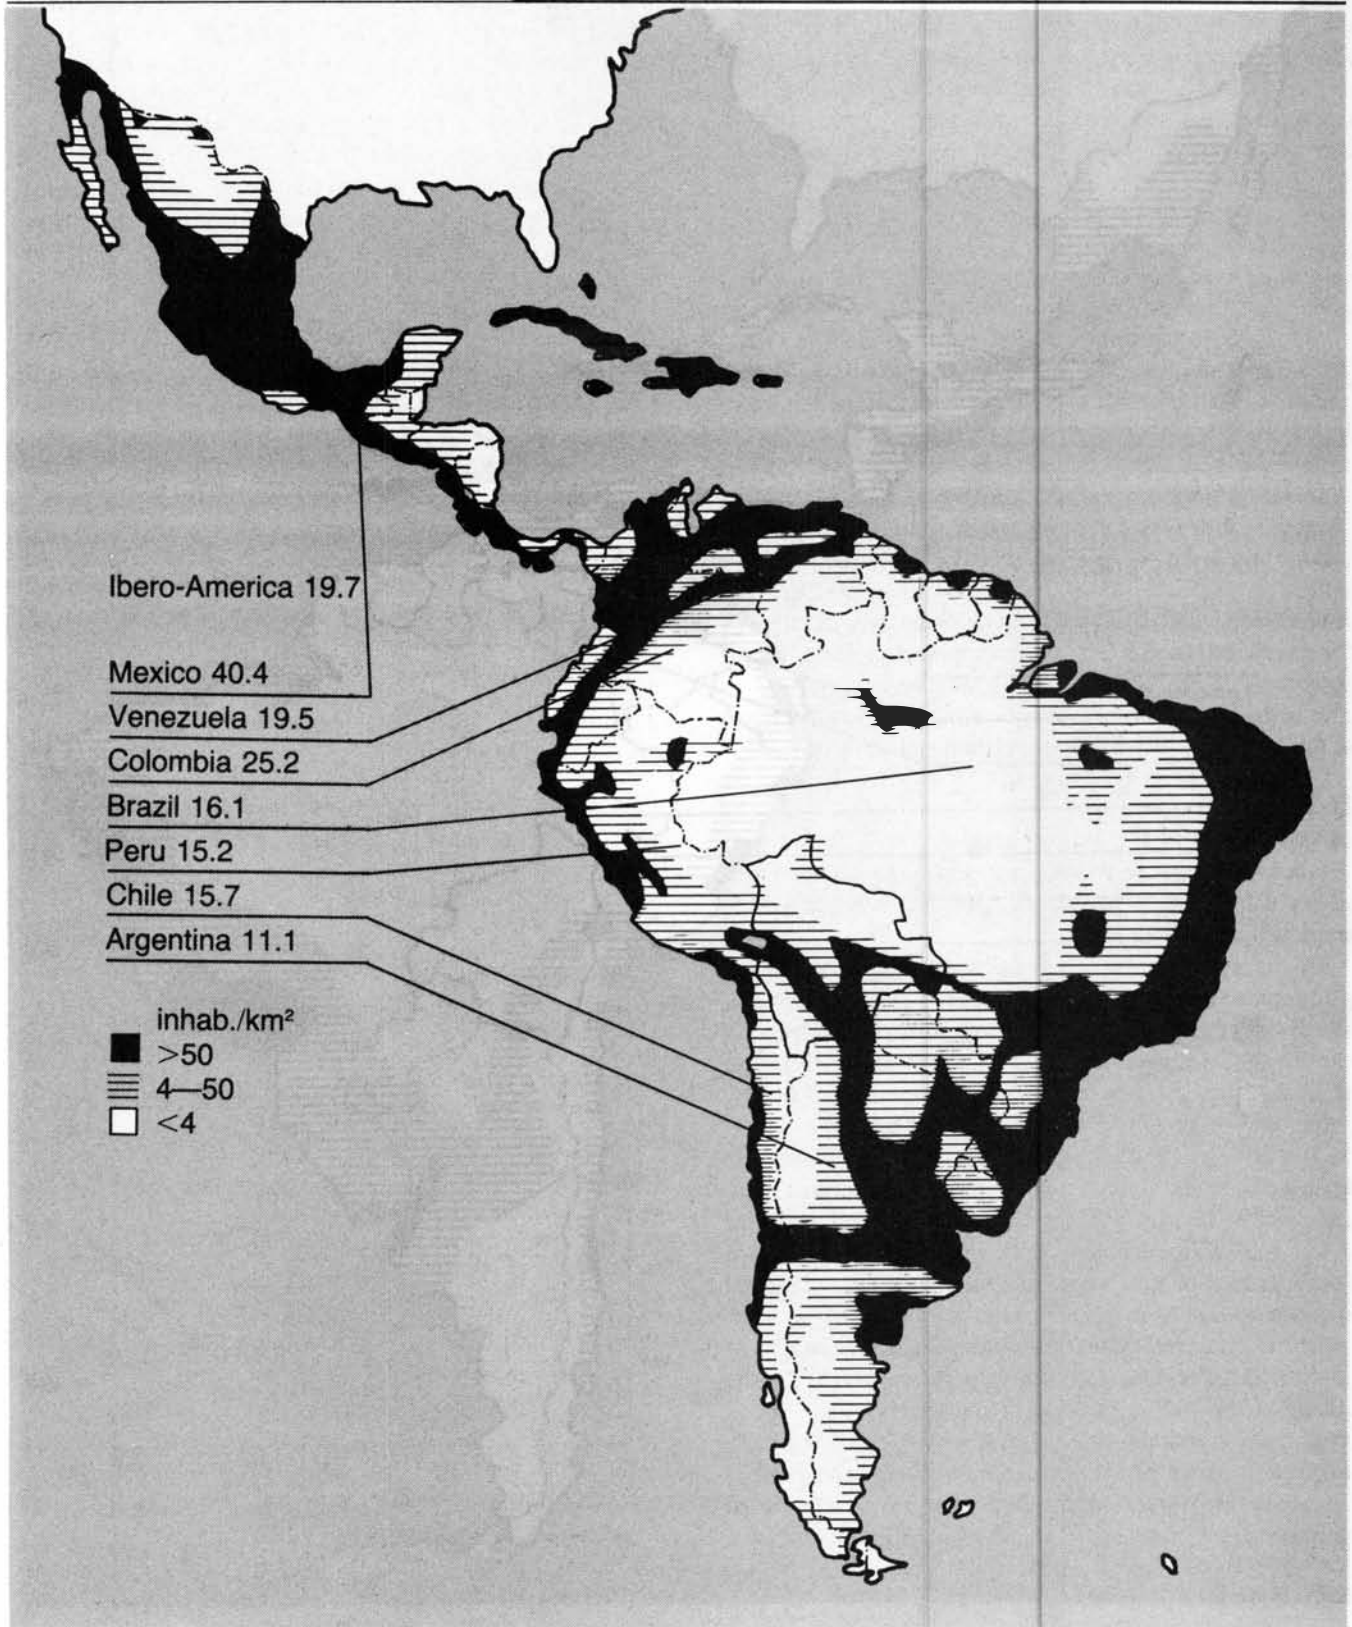 Ibero-America 19.7
Mexico 40.4
Venezuela 19.5
Colombia 25.2
Brazil 16.1
Peru 15.2
Chile 15.7
Argentina 11.1
inhab./km²
>50
4—50
<4